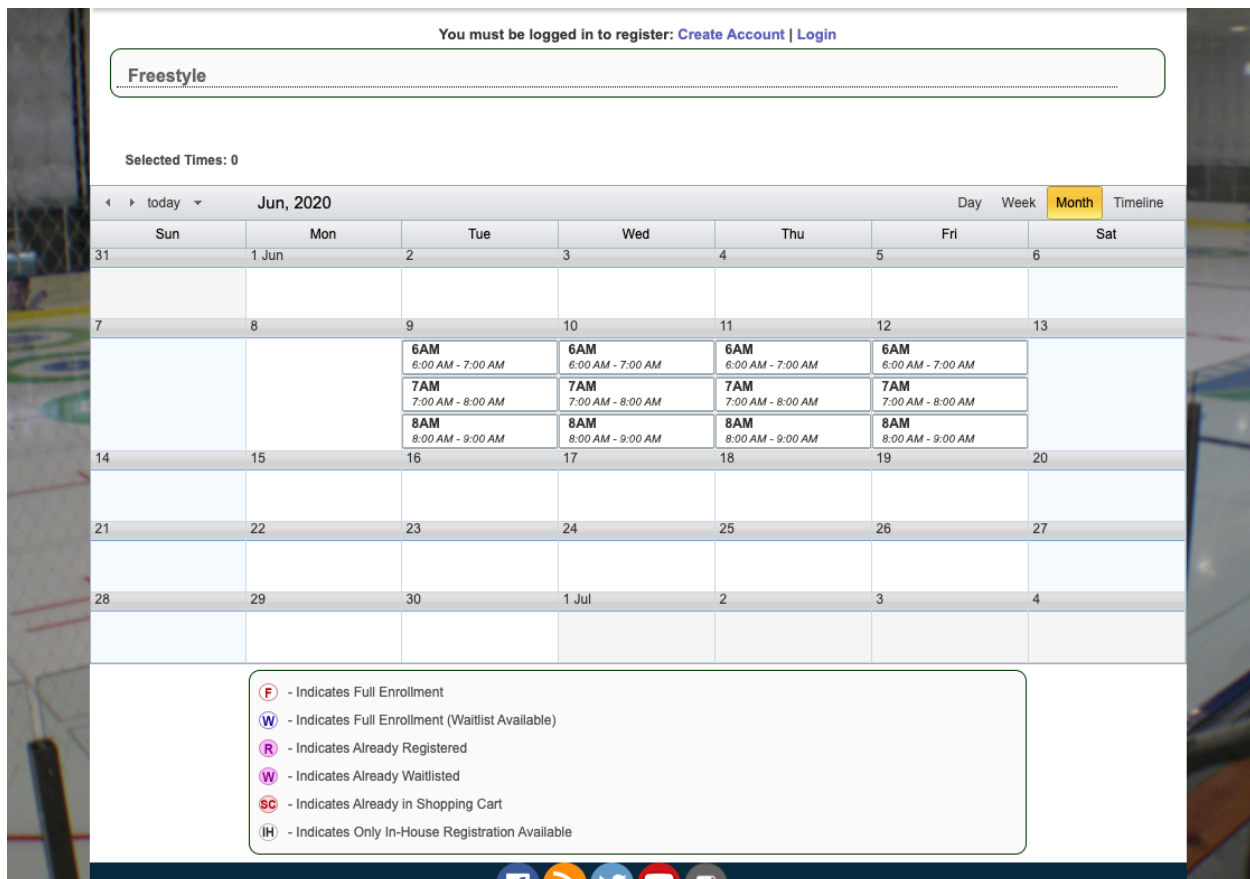 You must be logged in to register: Create Account | Login
Freestyle
Selected Times: 0
today Jun, 2020 Day Week Month Timeline
Sun Mon Tue Wed Thu Fri Sat
31 1 Jun 2 3 4 5 6
7 8 9 10 11 12 13
6AM 6AM 6AM 6AM
6:00 AM - 7:00 AM 6:00 AM - 7:00 AM 6:00 AM - 7:00 AM 6:00 AM - 7:00 AM
7AM 7AM 7AM 7AM
7:00 AM - 8:00 AM 7:00 AM - 8:00 AM 7:00 AM - 8:00 AM 7:00 AM - 8:00 AM
8AM 8AM 8AM 8AM
8:00 AM - 9:00 AM 8:00 AM - 9:00 AM 8:00 AM - 9:00 AM 8:00 AM - 9:00 AM
14 15 16 17 18 19 20
21 22 23 24 25 26 27
28 29 30 1 Jul 2 3 4
F - Indicates Full Enrollment
W - Indicates Full Enrollment (Waitlist Available)
R - Indicates Already Registered
W - Indicates Already Waitlisted
SC - Indicates Already in Shopping Cart
IH - Indicates Only In-House Registration Available